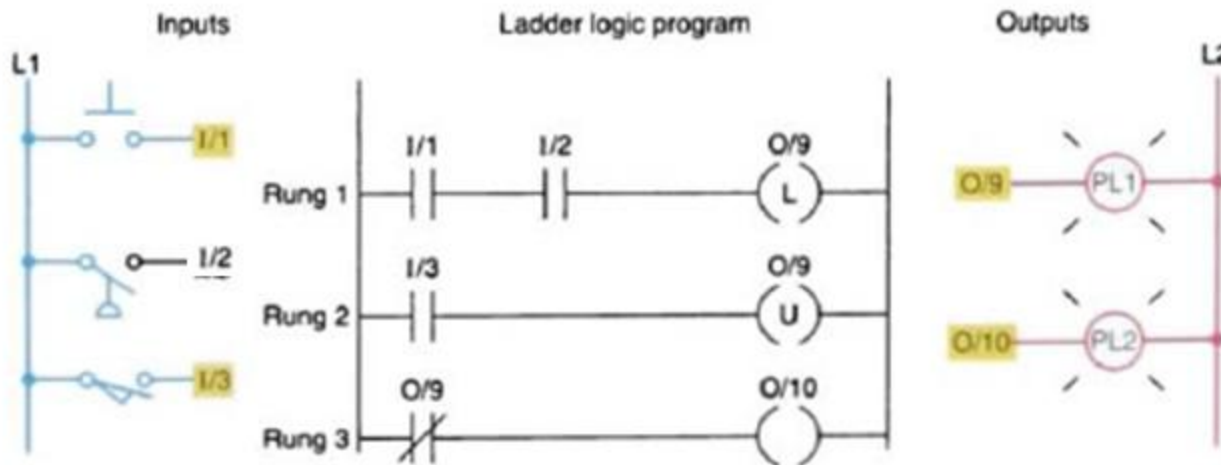 Inputs
Ladder logic program
Outputs
L1
L2
I/1
I/1
I/2
O/9
Rung 1
L
O/9
PL1
I/2
I/3
O/9
Rung 2
U
O/10
PL2
I/3
O/9
O/10
Rung 3